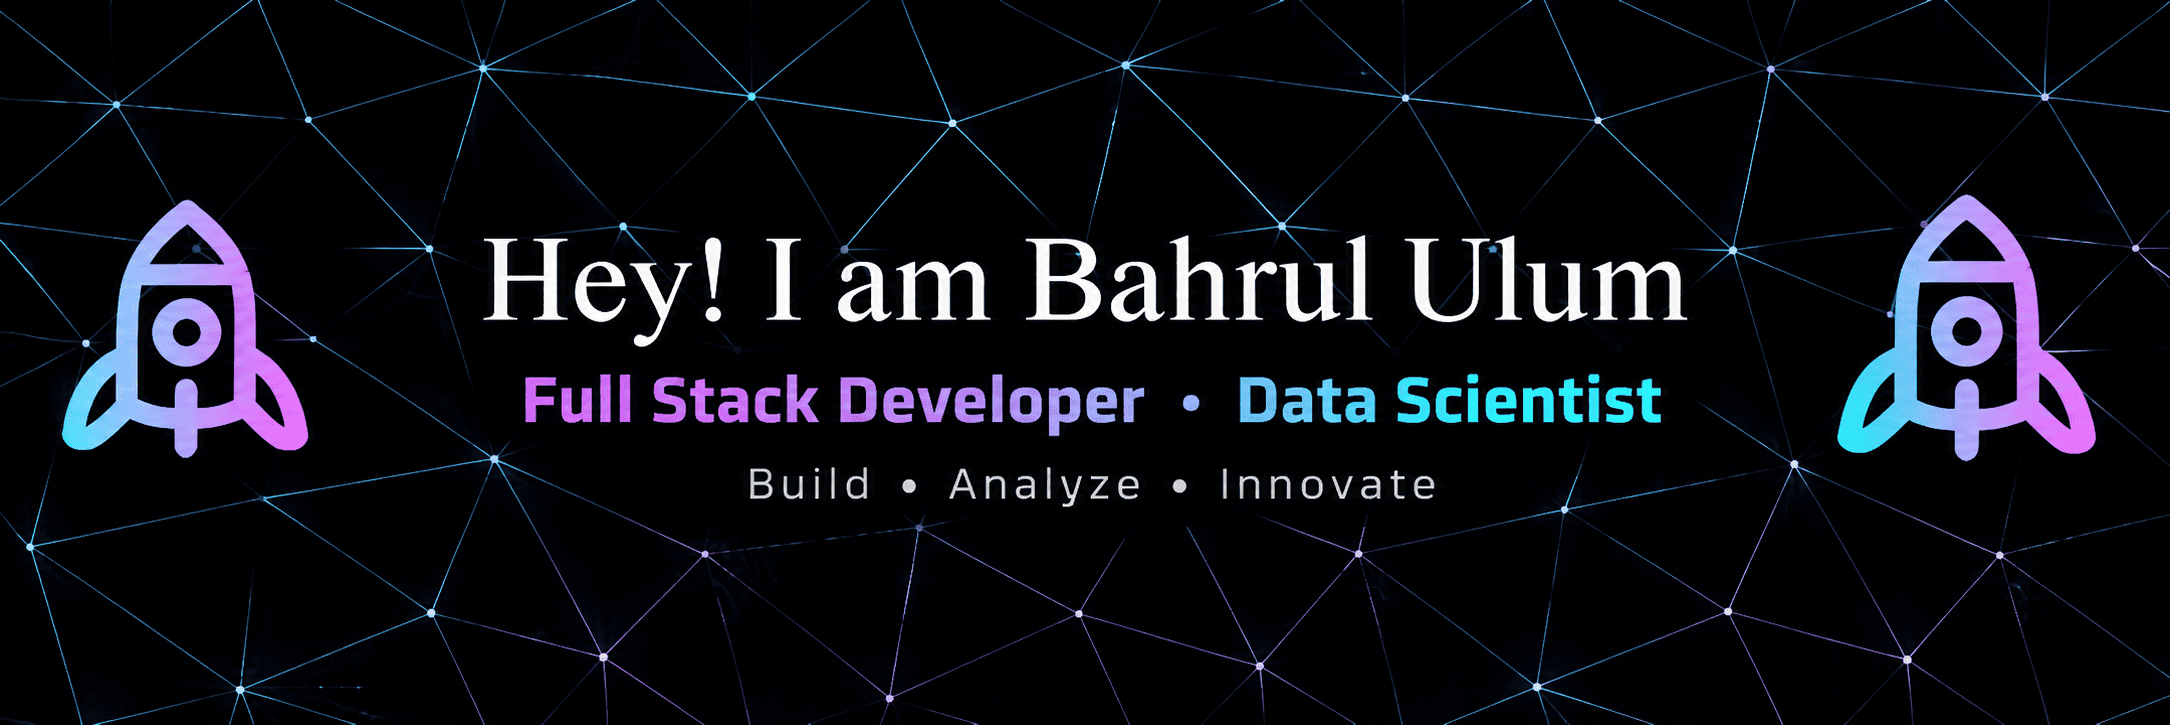 Hey! I am Bahrul Ulum
Full Stack Developer • Data Scientist
Build • Analyze • Innovate